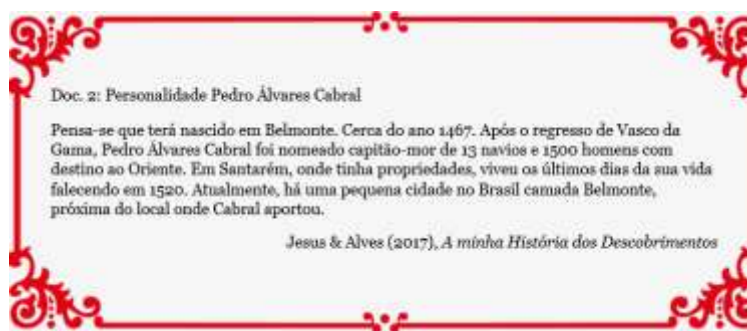 Doc. 2: Personalidade Pedro Álvares Cabral
Pensa-se que terá nascido em Belmonte. Cerca do ano 1467. Após o regresso de Vasco da
Gama, Pedro Álvares Cabral foi nomeado capitão-mor de 13 navios e 1500 homens com
destino ao Oriente. Em Santarém, onde tinha propriedades, viveu os últimos dias da sua vida
falecendo em 1520. Atualmente, há uma pequena cidade no Brasil camada Belmonte,
próxima do local onde Cabral aportou.
Jesus & Alves (2017), A minha História dos Descobrimentos